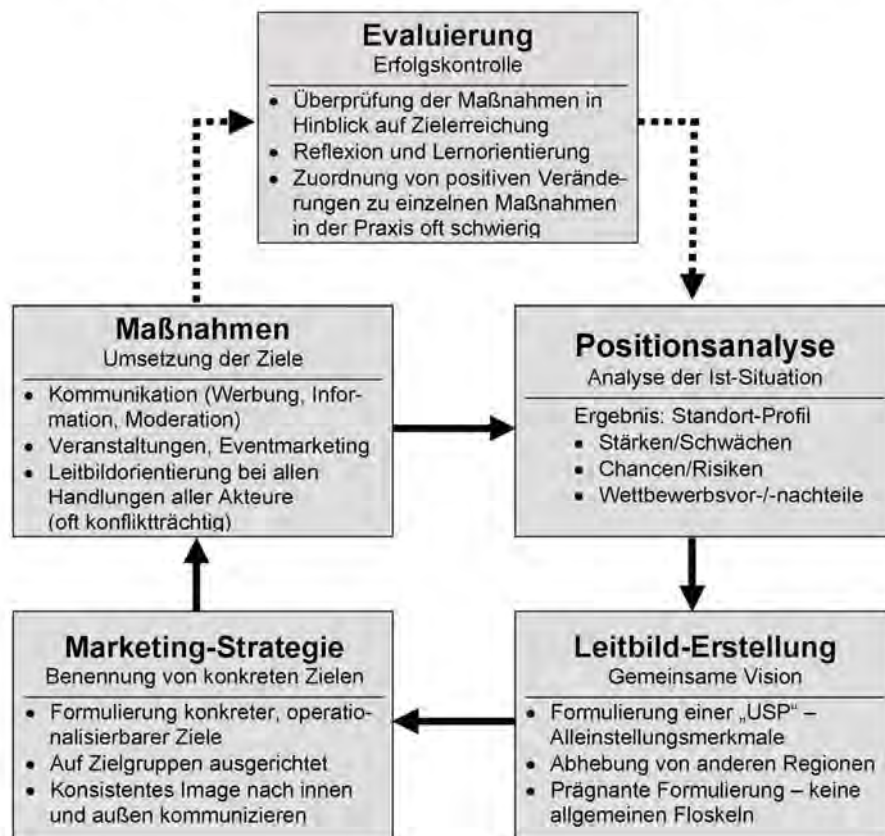 Evaluierung
Erfolgskontrolle
• Überprüfung der Maßnahmen in
Hinblick auf Zielerreichung
• Reflexion und Lernorientierung
• Zuordnung von positiven Verände-
rungen zu einzelnen Maßnahmen
in der Praxis oft schwierig
Maßnahmen
Umsetzung der Ziele
• Kommunikation (Werbung, Infor-
mation, Moderation)
• Veranstaltungen, Eventmarketing
• Leitbildorientierung bei allen
Handlungen aller Akteure
(oft konfliktträchtig)
Positionsanalyse
Analyse der Ist-Situation
Ergebnis: Standort-Profil
▪ Stärken/Schwächen
▪ Chancen/Risiken
▪ Wettbewerbsvor-/-nachteile
Marketing-Strategie
Benennung von konkreten Zielen
• Formulierung konkreter, operatio-
nalisierbarer Ziele
• Auf Zielgruppen ausgerichtet
• Konsistentes Image nach innen
und außen kommunizieren
Leitbild-Erstellung
Gemeinsame Vision
• Formulierung einer „USP“ –
Alleinstellungsmerkmale
• Abhebung von anderen Regionen
• Prägnante Formulierung – keine
allgemeinen Floskeln